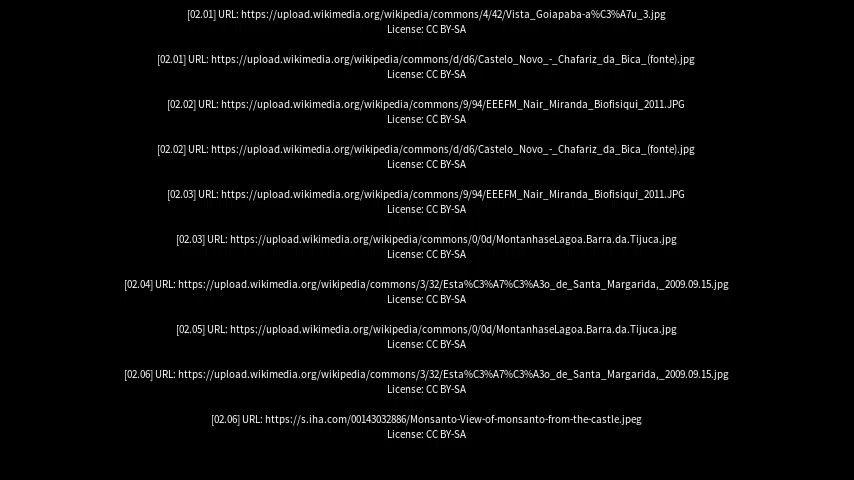 [02.01] URL: https://upload.wikimedia.org/wikipedia/commons/4/42/Vista_Goiapaba-a%C3%A7u_3.jpg
License: CC BY-SA
[02.01] URL: https://upload.wikimedia.org/wikipedia/commons/d/d6/Castelo_Novo_-_Chafariz_da_Bica_(fonte).jpg
License: CC BY-SA
[02.02] URL: https://upload.wikimedia.org/wikipedia/commons/9/94/EEEFM_Nair_Miranda_Biofisiqui_2011.JPG
License: CC BY-SA
[02.02] URL: https://upload.wikimedia.org/wikipedia/commons/d/d6/Castelo_Novo_-_Chafariz_da_Bica_(fonte).jpg
License: CC BY-SA
[02.03] URL: https://upload.wikimedia.org/wikipedia/commons/9/94/EEEFM_Nair_Miranda_Biofisiqui_2011.JPG
License: CC BY-SA
[02.03] URL: https://upload.wikimedia.org/wikipedia/commons/0/0d/MontanhaseLagoa.Barra.da.Tijuca.jpg
License: CC BY-SA
[02.04] URL: https://upload.wikimedia.org/wikipedia/commons/3/32/Esta%C3%A7%C3%A3o_de_Santa_Margarida,_2009.09.15.jpg
License: CC BY-SA
[02.05] URL: https://upload.wikimedia.org/wikipedia/commons/0/0d/MontanhaseLagoa.Barra.da.Tijuca.jpg
License: CC BY-SA
[02.06] URL: https://upload.wikimedia.org/wikipedia/commons/3/32/Esta%C3%A7%C3%A3o_de_Santa_Margarida,_2009.09.15.jpg
License: CC BY-SA
[02.06] URL: https://s.iha.com/00143032886/Monsanto-View-of-monsanto-from-the-castle.jpeg
License: CC BY-SA